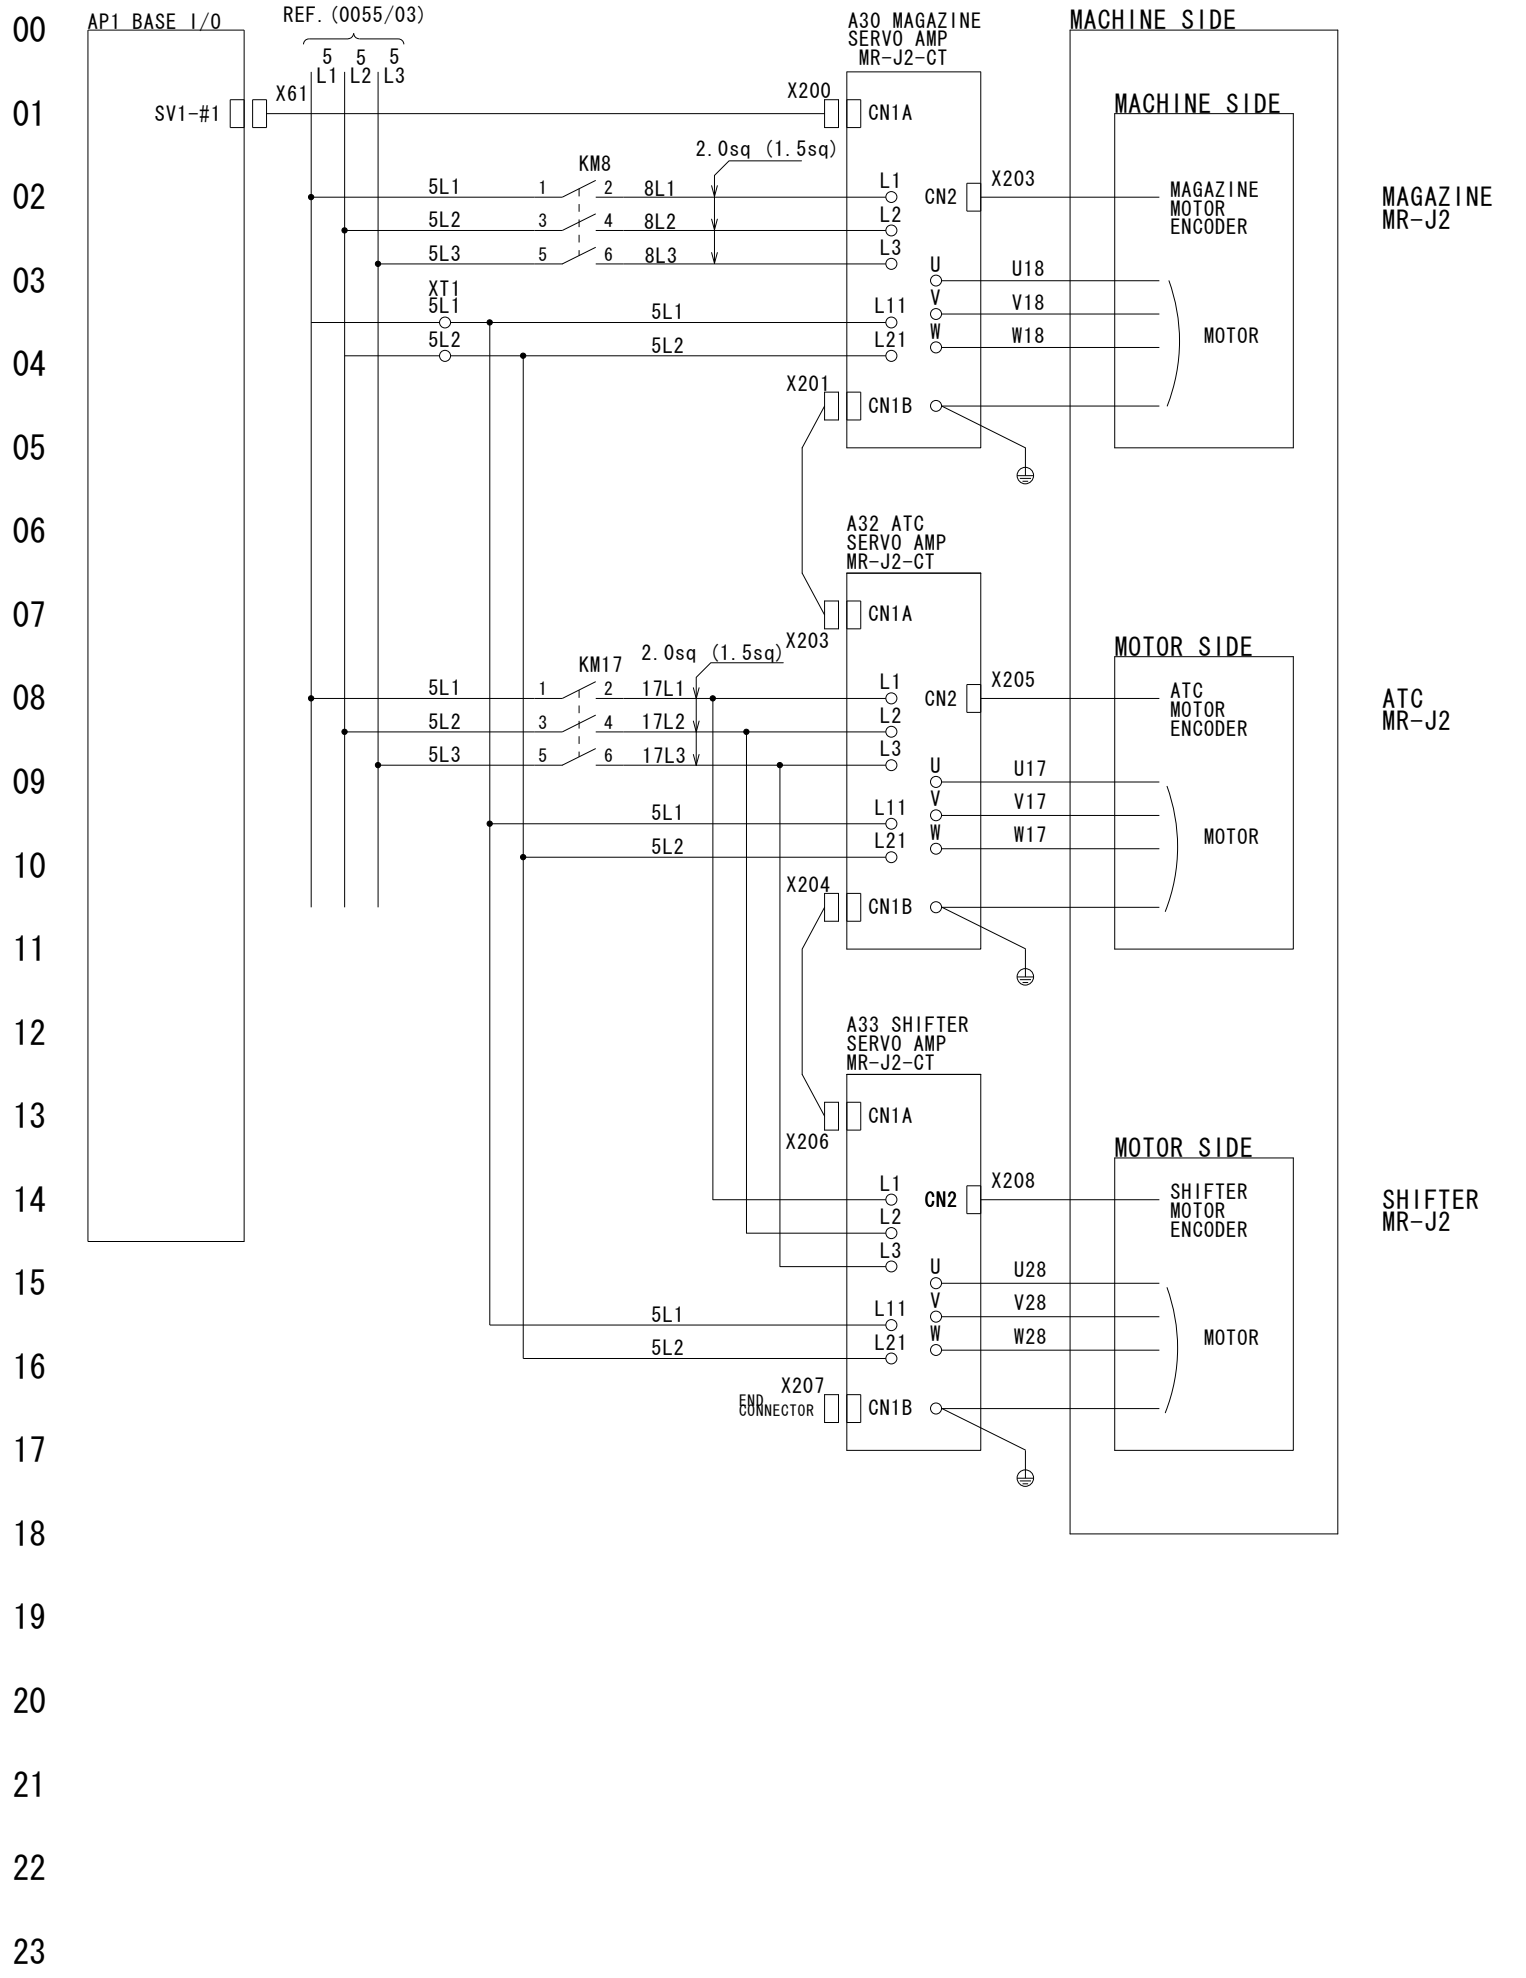 00
AP1 BASE I/O
REF.(0055/03)
5 5 5
L1 L2 L3
A30 MAGAZINE
SERVO AMP
MR-J2-CT
MACHINE SIDE
01
SV1-#1
X61
X200
CN1A
MACHINE SIDE
2.0sq (1.5sq)
KM8
02
5L1 1 2 8L1
L1
CN2
X203
MAGAZINE
MOTOR
ENCODER
MAGAZINE
MR-J2
5L2 3 4 8L2
L2
5L3 5 6 8L3
L3
03
U U18
XT1
5L1
5L1
L11
V V18
5L2
5L2
L21
W W18
MOTOR
04
X201
CN1B
05
06
A32 ATC
SERVO AMP
MR-J2-CT
07
CN1A
X203
MOTOR SIDE
2.0sq (1.5sq)
KM17
08
5L1 1 2 17L1
L1
CN2
X205
ATC
MOTOR
ENCODER
ATC
MR-J2
5L2 3 4 17L2
L2
5L3 5 6 17L3
L3
09
U U17
5L1
L11
V V17
5L2
L21
W W17
MOTOR
10
X204
CN1B
11
12
A33 SHIFTER
SERVO AMP
MR-J2-CT
13
CN1A
X206
MOTOR SIDE
14
L1
CN2
X208
SHIFTER
MOTOR
ENCODER
SHIFTER
MR-J2
L2
L3
15
U U28
5L1
L11
V V28
5L2
L21
W W28
MOTOR
16
X207
END
CONNECTOR
CN1B
17
18
19
20
21
22
23